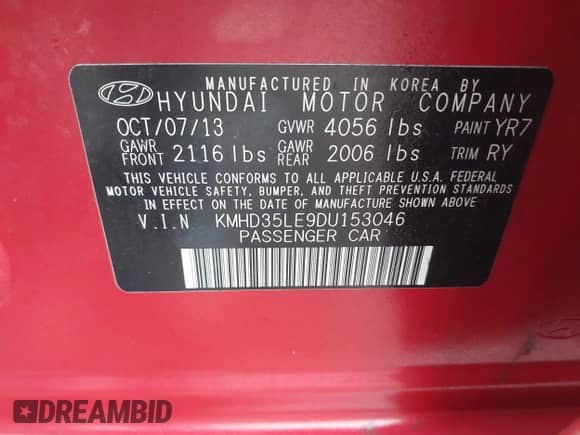 MANUFACTURED IN KOREA BY
HYUNDAI MOTOR COMPANY
OCT/07/13 GVWR 4056 lbs PAINT YR7
GAWR FRONT 2116 lbs GAWR REAR 2006 lbs TRIM RY
THIS VEHICLE CONFORMS TO ALL APPLICABLE U.S.A. FEDERAL
MOTOR VEHICLE SAFETY, BUMPER, AND THEFT PREVENTION STANDARDS
IN EFFECT ON THE DATE OF MANUFACTURE SHOWN ABOVE
V.I.N KMHD35LE9DU153046
PASSENGER CAR
DREAMBID